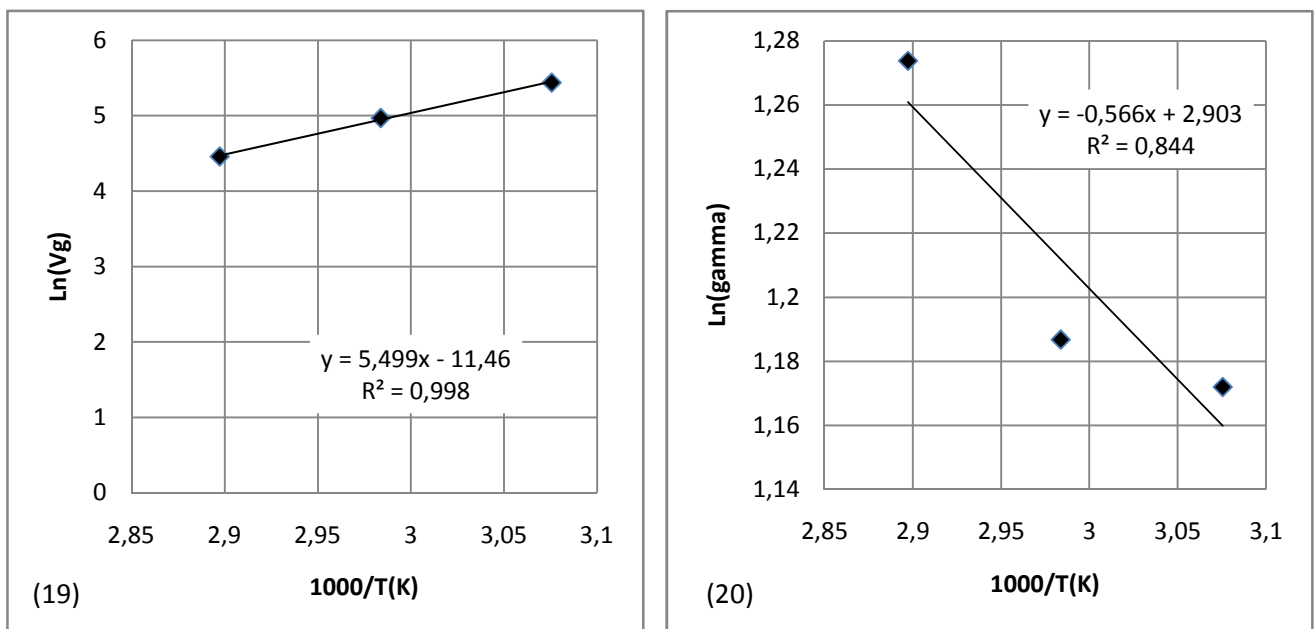 6
5
4
3
2
1
0
Ln(Vg)
y = 5,499x - 11,46
R² = 0,998
2,85 2,9 2,95 3 3,05 3,1
1000/T(K)
(19)
1,28
1,26
1,24
1,22
1,2
1,18
1,16
1,14
Ln(gamma)
y = -0,566x + 2,903
R² = 0,844
2,85 2,9 2,95 3 3,05 3,1
1000/T(K)
(20)